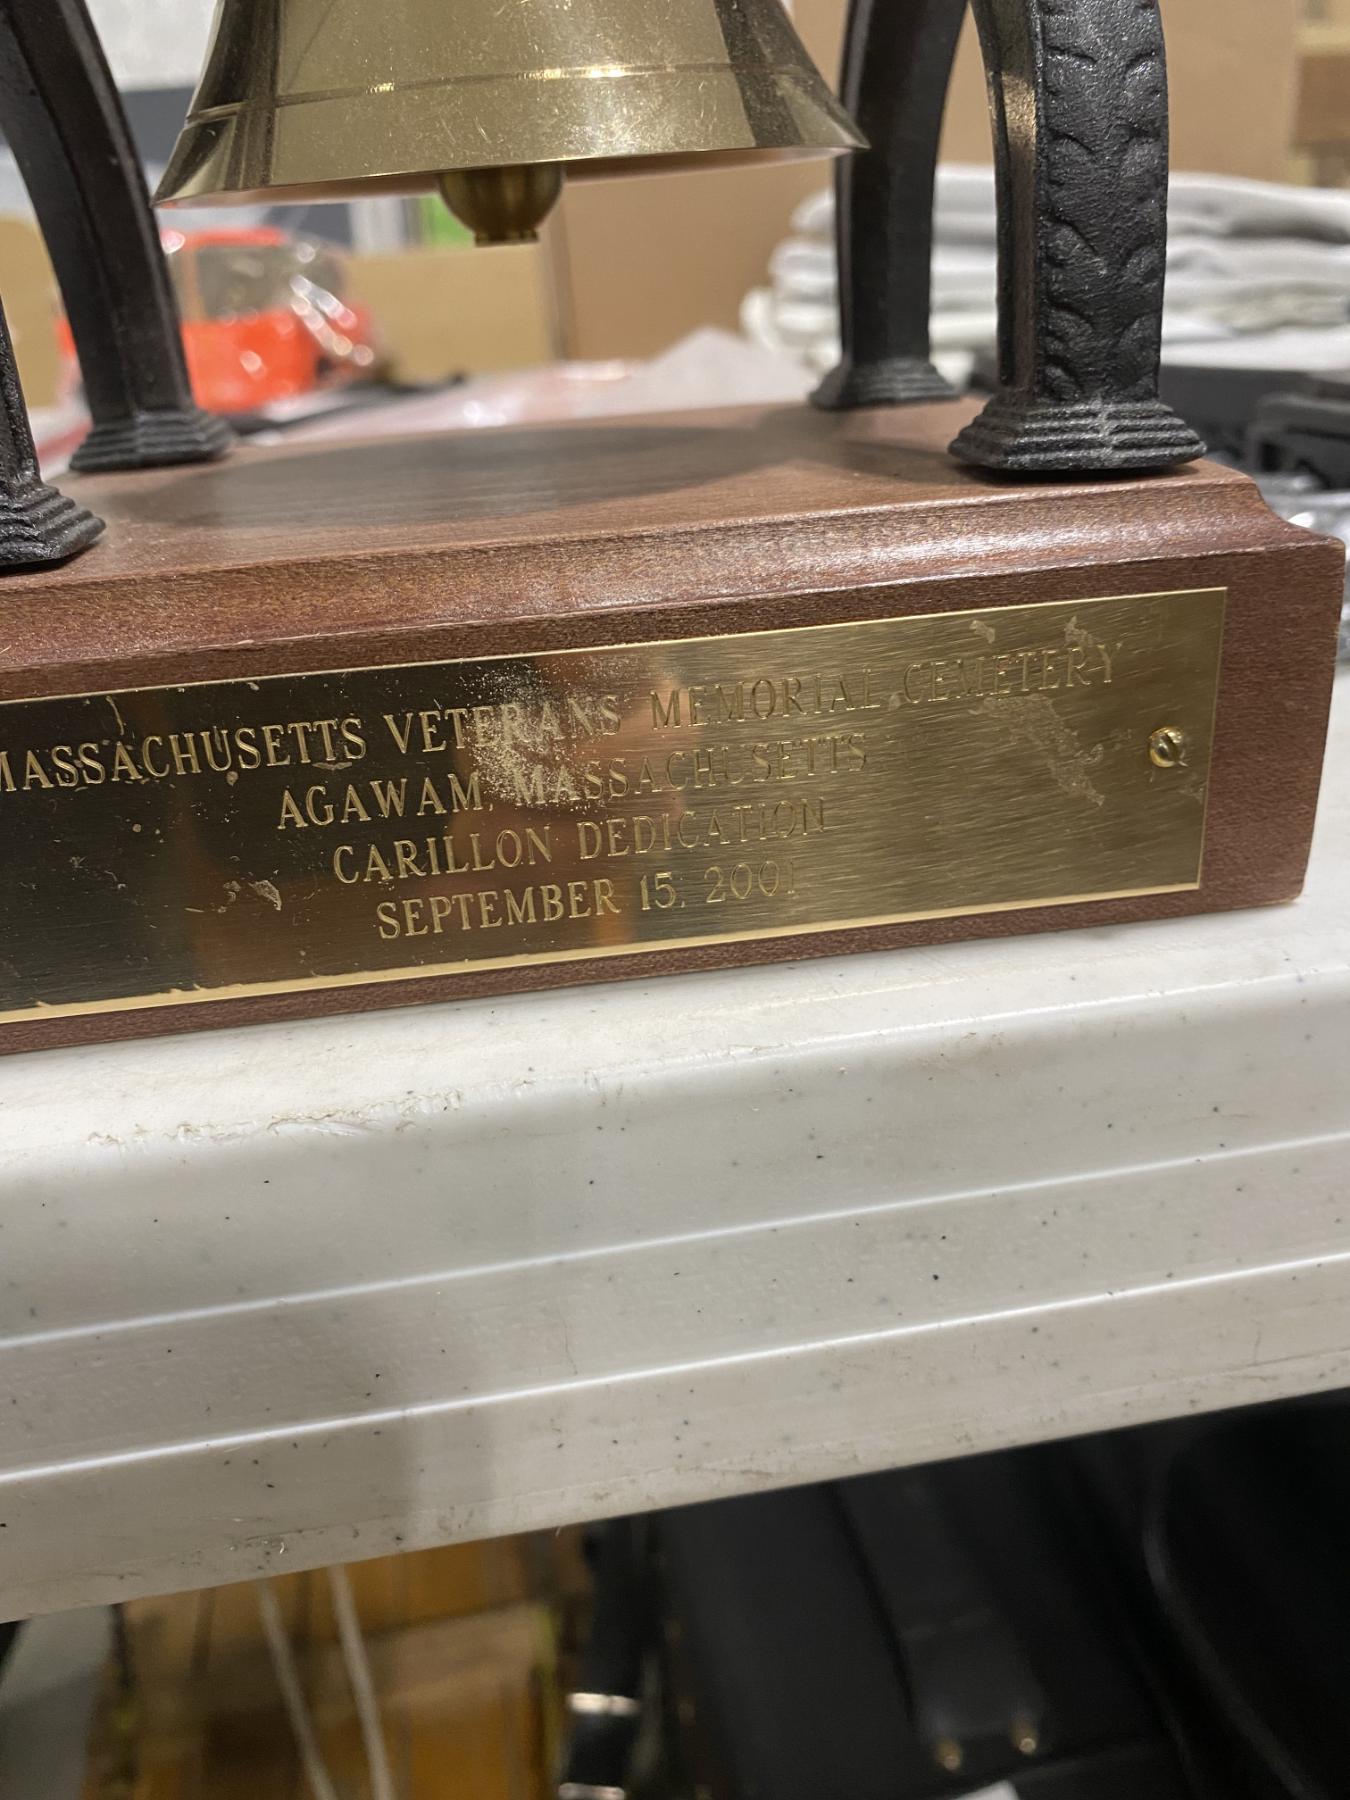 MASSACHUSETTS VETERANS MEMORIAL CEMETERY
AGAWAM, MASSACHUSETTS
CARILLON DEDICATION
SEPTEMBER 15, 2001